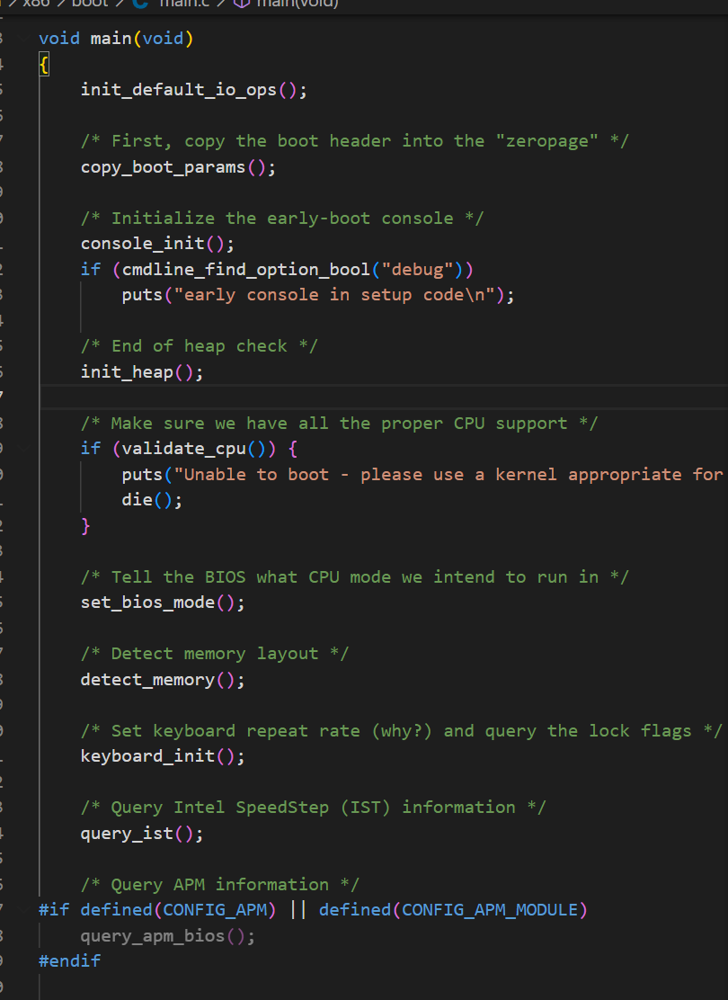 x86 > boot > C main.c > main(void)
void main(void)
{
init_default_io_ops();
/* First, copy the boot header into the "zeropage" */
copy_boot_params();
/* Initialize the early-boot console */
console_init();
if (cmdline_find_option_bool("debug"))
puts("early console in setup code\n");
/* End of heap check */
init_heap();
/* Make sure we have all the proper CPU support */
if (validate_cpu()) {
puts("Unable to boot - please use a kernel appropriate for
die();
}
/* Tell the BIOS what CPU mode we intend to run in */
set_bios_mode();
/* Detect memory layout */
detect_memory();
/* Set keyboard repeat rate (why?) and query the lock flags */
keyboard_init();
/* Query Intel SpeedStep (IST) information */
query_ist();
/* Query APM information */
#if defined(CONFIG_APM) || defined(CONFIG_APM_MODULE)
query_apm_bios();
#endif